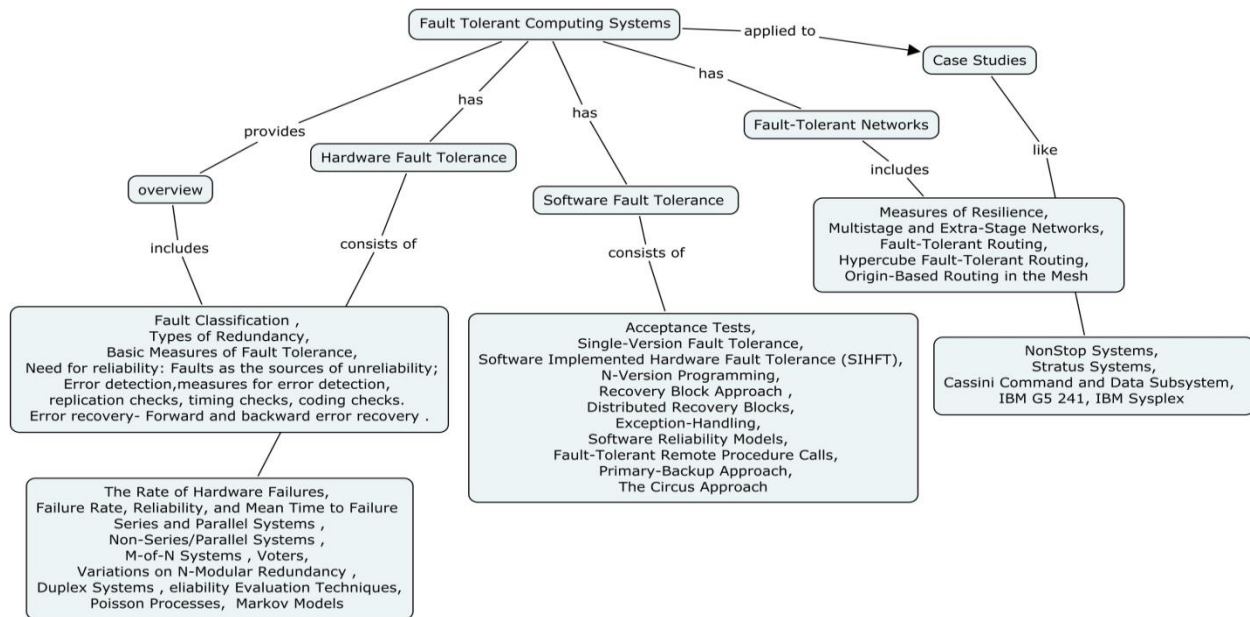 Fault Tolerant Computing Systems
applied to
Case Studies
has
has
has
provides
Fault-Tolerant Networks
Hardware Fault Tolerance
like
includes
overview
Software Fault Tolerance
includes
consists of
consists of
Measures of Resilience,
Multistage and Extra-Stage Networks,
Fault-Tolerant Routing,
Hypercube Fault-Tolerant Routing,
Origin-Based Routing in the Mesh
Fault Classification ,
Types of Redundancy,
Basic Measures of Fault Tolerance,
Need for reliability: Faults as the sources of unreliability;
Error detection,measures for error detection,
replication checks, timing checks, coding checks.
Error recovery- Forward and backward error recovery .
Acceptance Tests,
Single-Version Fault Tolerance,
Software Implemented Hardware Fault Tolerance (SIHFT),
N-Version Programming,
Recovery Block Approach ,
Distributed Recovery Blocks,
Exception-Handling,
Software Reliability Models,
Fault-Tolerant Remote Procedure Calls,
Primary-Backup Approach,
The Circus Approach
NonStop Systems,
Stratus Systems,
Cassini Command and Data Subsystem,
IBM G5 241, IBM Sysplex
The Rate of Hardware Failures,
Failure Rate, Reliability, and Mean Time to Failure
Series and Parallel Systems ,
Non-Series/Parallel Systems ,
M-of-N Systems , Voters,
Variations on N-Modular Redundancy ,
Duplex Systems , eliability Evaluation Techniques,
Poisson Processes, Markov Models